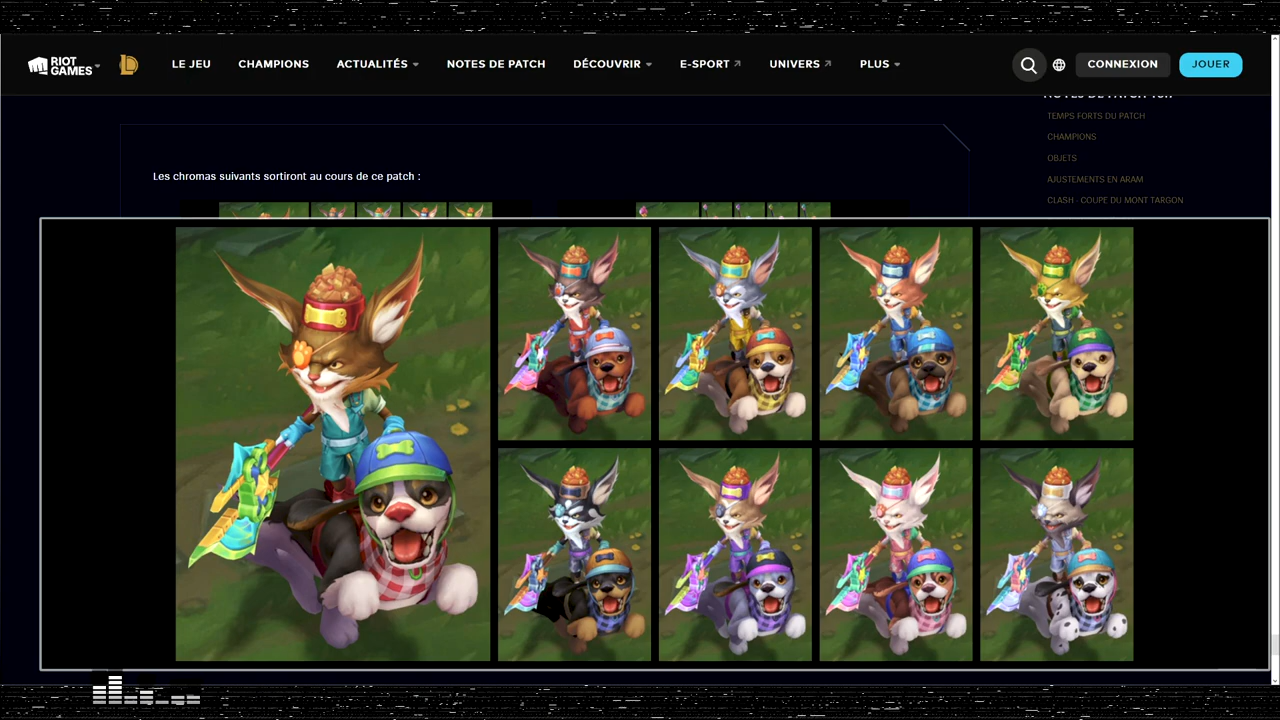 RIOT
GAMES
LE JEU
CHAMPIONS
ACTUALITÉS
NOTES DE PATCH
DÉCOUVRIR
E-SPORT
UNIVERS
PLUS
CONNEXION
JOUER
TEMPS FORTS DU PATCH
CHAMPIONS
OBJETS
AJUSTEMENTS EN ARAM
CLASH - COUPE DU MONT TARGON
Les chromas suivants sortiront au cours de ce patch :